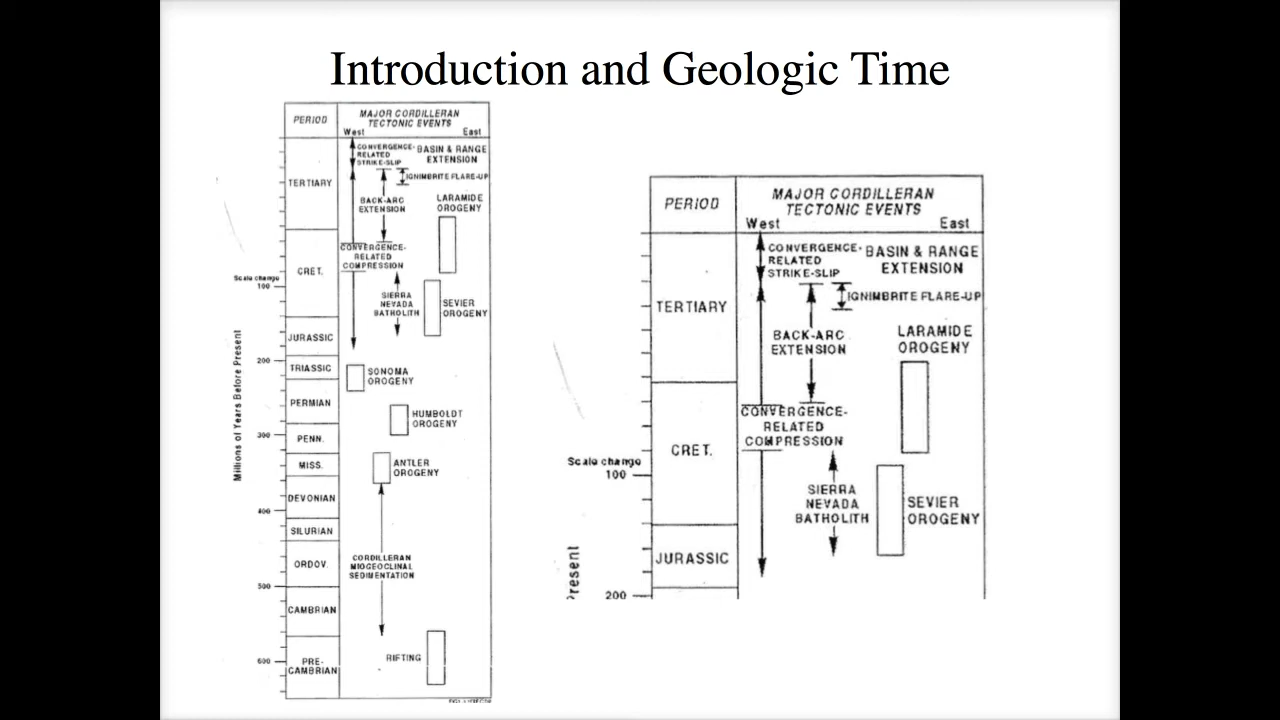 Introduction and Geologic Time
PERIOD
MAJOR CORDILLERAN
TECTONIC EVENTS
West
East
CONVERGENCE-
RELATED
STRIKE-SLIP
BASIN & RANGE
EXTENSION
TERTIARY
IGNIMBRITE FLARE-UP
BACK-ARC
EXTENSION
LARAMIDE
OROGENY
CONVERGENCE-
RELATED
COMPRESSION
CRET.
Scale change
100
SIERRA
NEVADA
BATHOLITH
SEVIER
OROGENY
JURASSIC
200
TRIASSIC
SONOMA
OROGENY
PERMIAN
HUMBOLDT
OROGENY
300
PENN.
MISS.
ANTLER
OROGENY
DEVONIAN
400
SILURIAN
ORDOV.
CORDILLERAN
MIOGEOCLINAL
SEDIMENTATION
500
CAMBRIAN
600
PRE-
CAMBRIAN
RIFTING
Millions of Years Before Present
PERIOD
MAJOR CORDILLERAN
TECTONIC EVENTS
West
East
CONVERGENCE-
RELATED
STRIKE-SLIP
BASIN & RANGE
EXTENSION
TERTIARY
IGNIMBRITE FLARE-UP
BACK-ARC
EXTENSION
LARAMIDE
OROGENY
CONVERGENCE-
RELATED
COMPRESSION
CRET.
Scale change
100
SIERRA
NEVADA
BATHOLITH
SEVIER
OROGENY
JURASSIC
200
Present